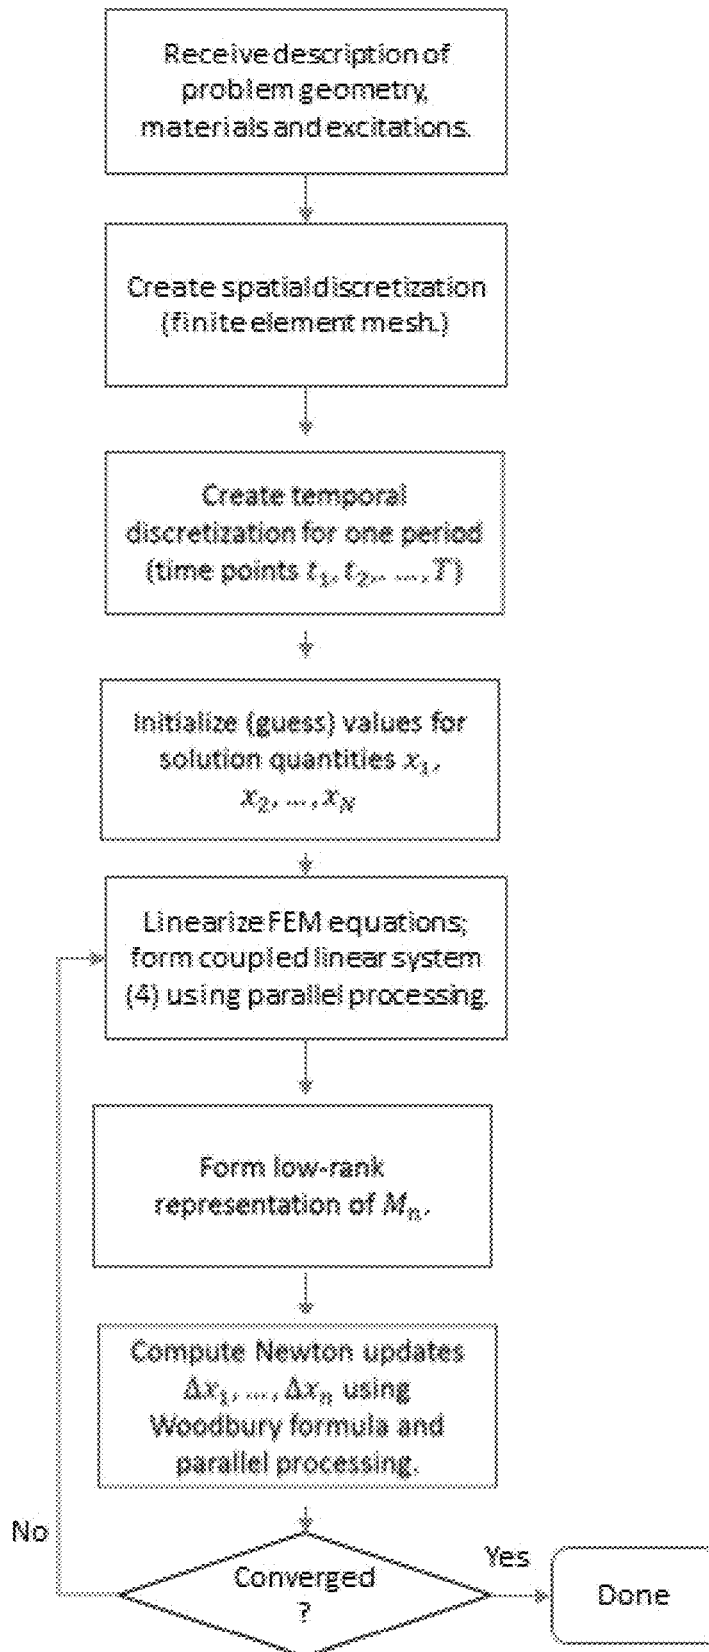 Receive description of
problem geometry,
materials and excitations.
Create spatial discretization
(finite element mesh.)
Create temporal
discretization for one period
(time points t₁, t₂, ..., T)
Initialize (guess) values for
solution quantities x₁,
x₂, ..., x_N
Linearize FEM equations;
form coupled linear system
(4) using parallel processing.
Form low-rank
representation of Mₙ.
Compute Newton updates
Δx₁, ..., Δxₙ using
Woodbury formula and
parallel processing.
No
Converged
?
Yes
Done